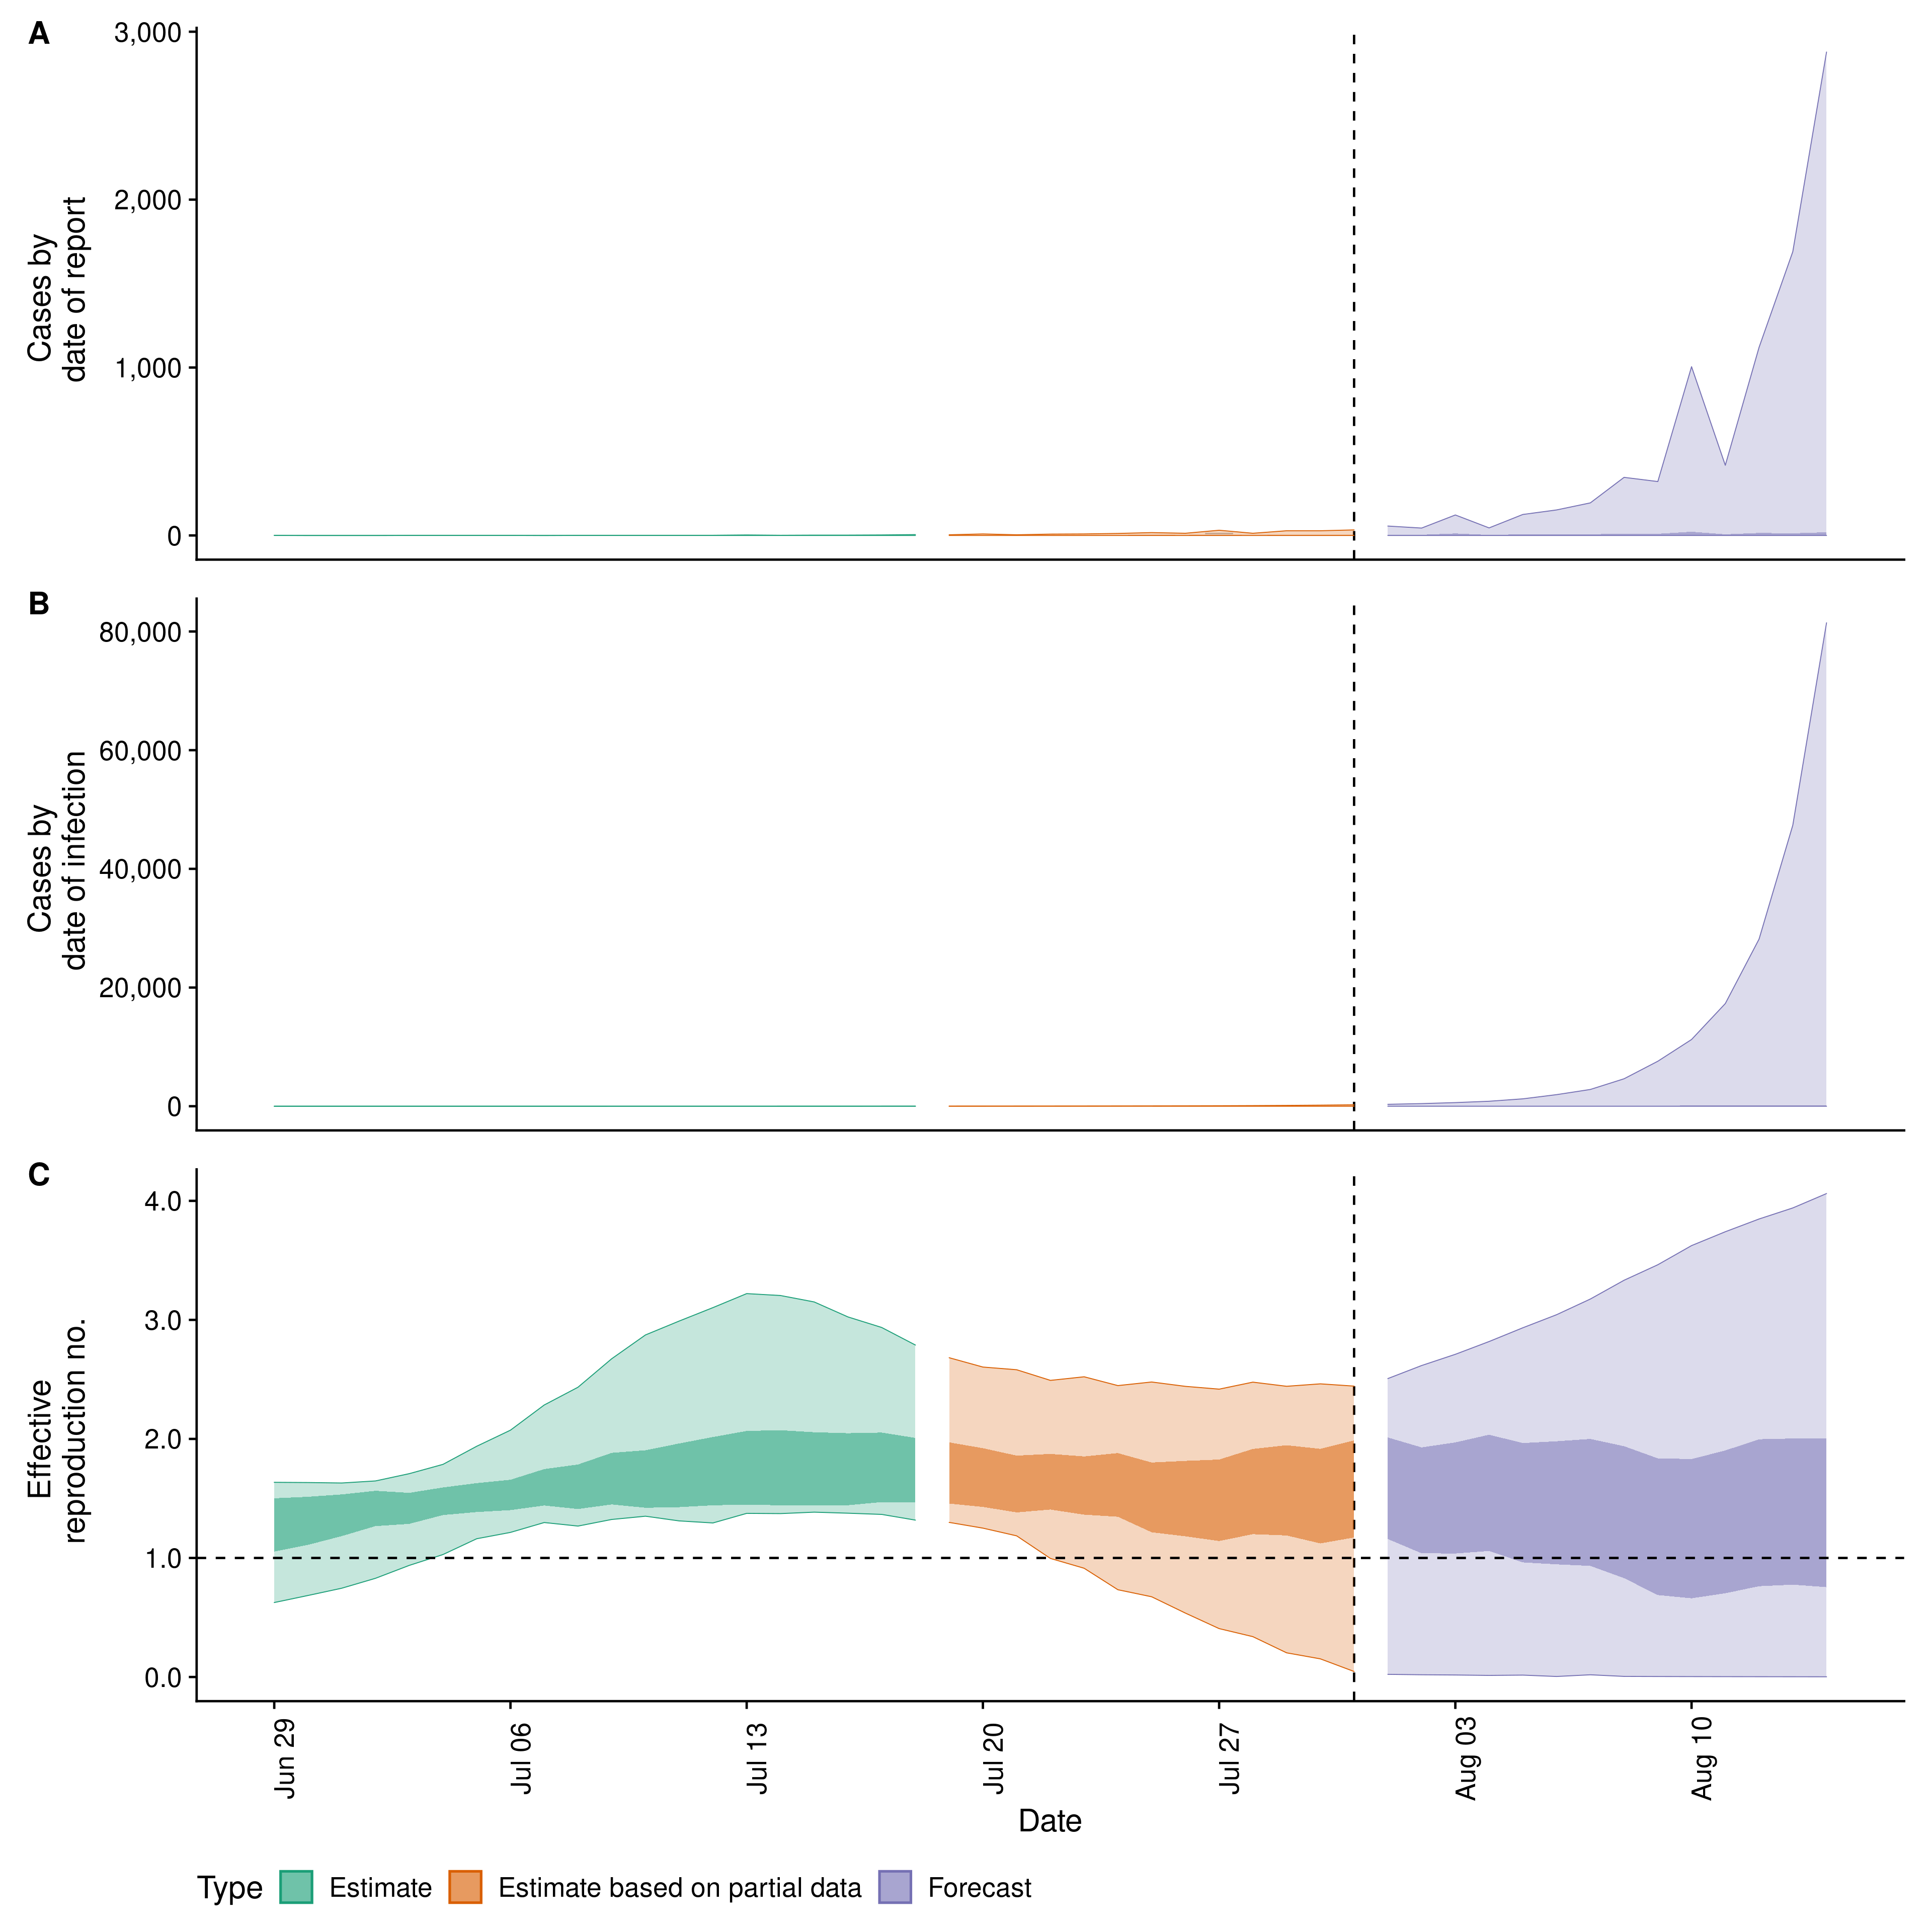 A
3,000
2,000
1,000
0
Cases by
date of report
B
80,000
60,000
40,000
20,000
0
Cases by
date of infection
C
4.0
3.0
2.0
1.0
0.0
Effective
reproduction no.
Jun 29
Jul 06
Jul 13
Jul 20
Jul 27
Aug 03
Aug 10
Date
Type Estimate Estimate based on partial data Forecast